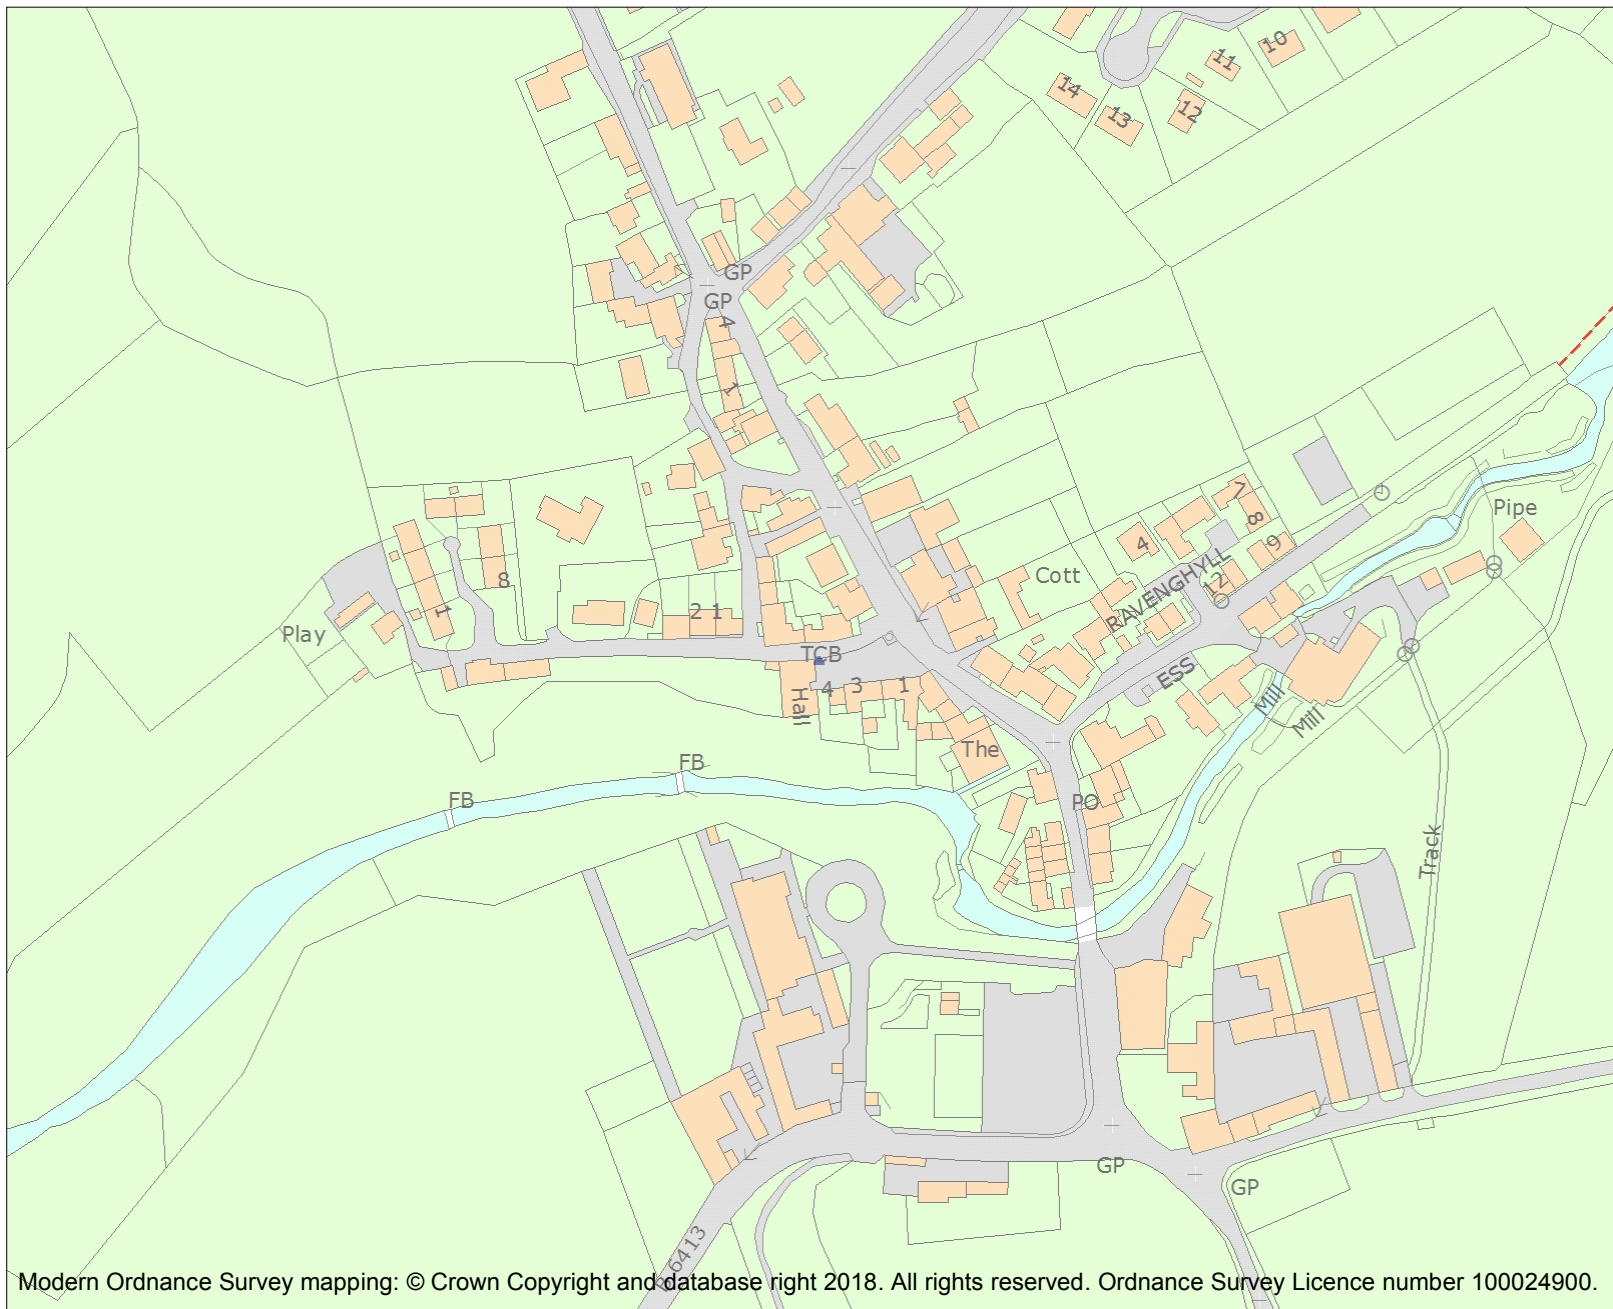 10
11
14
13
12
GP
GP
4
1
7
8
9
4
Pipe
Cott
8
RAVENGHYLL
12
1
2 1
Play
TCB
ESS
4 3 1
Hall
Mill
Mill
The
FB
FB
PO
Track
GP
GP
6413
Modern Ordnance Survey mapping: © Crown Copyright and database right 2018. All rights reserved. Ordnance Survey Licence number 100024900.